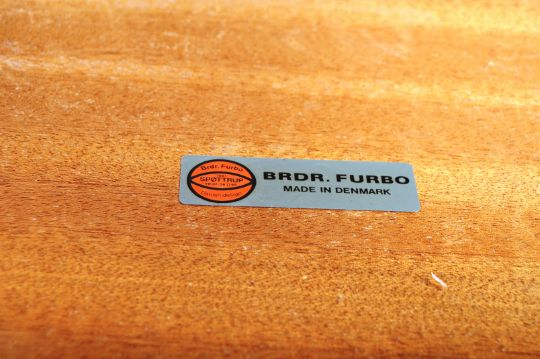 Brdr. Furbo
SPØTTRUP
BRDR. FURBO
MADE IN DENMARK